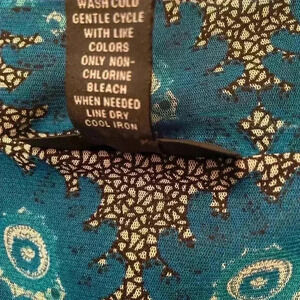 WASH COLD
GENTLE CYCLE
WITH LIKE
COLORS
ONLY NON-
CHLORINE
BLEACH
WHEN NEEDED
LINE DRY
COOL IRON